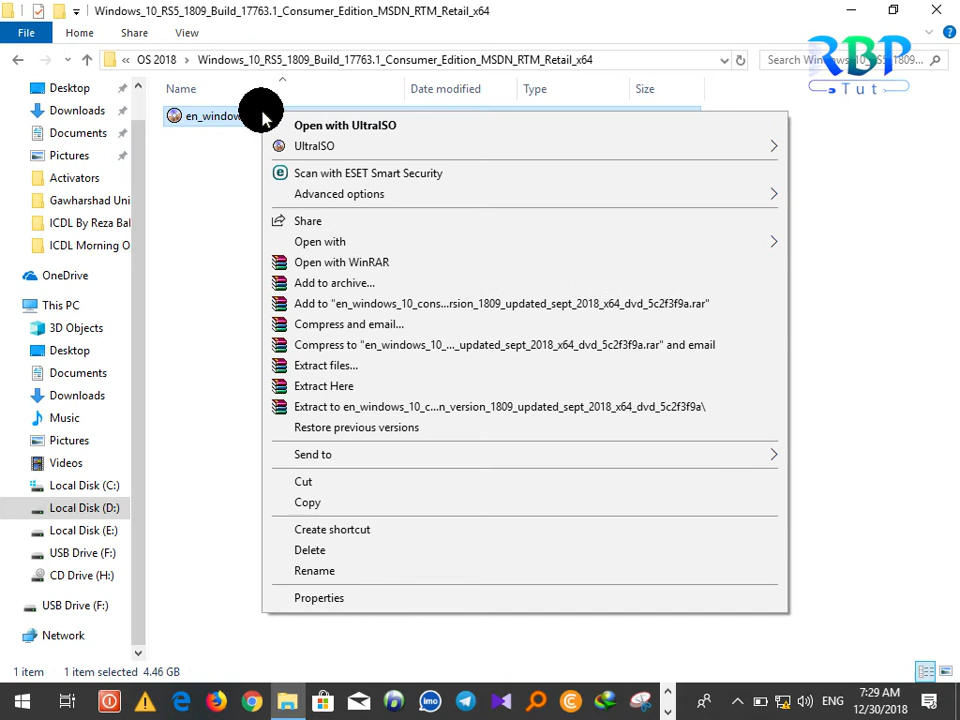 Windows_10_RS5_1809_Build_17763.1_Consumer_Edition_MSDN_RTM_Retail_x64
File Home Share View
OS 2018 Windows_10_RS5_1809_Build_17763.1_Consumer_Edition_MSDN_RTM_Retail_x64
RBP
Tut
Name Date modified Type Size
Desktop
Downloads
Documents
Pictures
Activators
Gawharshad Uni
ICDL By Reza Bal
ICDL Morning O
OneDrive
This PC
3D Objects
Desktop
Documents
Downloads
Music
Pictures
Videos
Local Disk (C:)
Local Disk (D:)
Local Disk (E:)
USB Drive (F:)
CD Drive (H:)
USB Drive (F:)
Network
en_window
Open with UltraISO
UltraISO
Scan with ESET Smart Security
Advanced options
Share
Open with
Open with WinRAR
Add to archive...
Add to "en_windows_10_cons...rsion_1809_updated_sept_2018_x64_dvd_5c2f3f9a.rar"
Compress and email...
Compress to "en_windows_10_..._updated_sept_2018_x64_dvd_5c2f3f9a.rar" and email
Extract files...
Extract Here
Extract to en_windows_10_c...n_version_1809_updated_sept_2018_x64_dvd_5c2f3f9a\
Restore previous versions
Send to
Cut
Copy
Create shortcut
Delete
Rename
Properties
1 item 1 item selected 4.46 GB
ENG
7:29 AM
12/30/2018